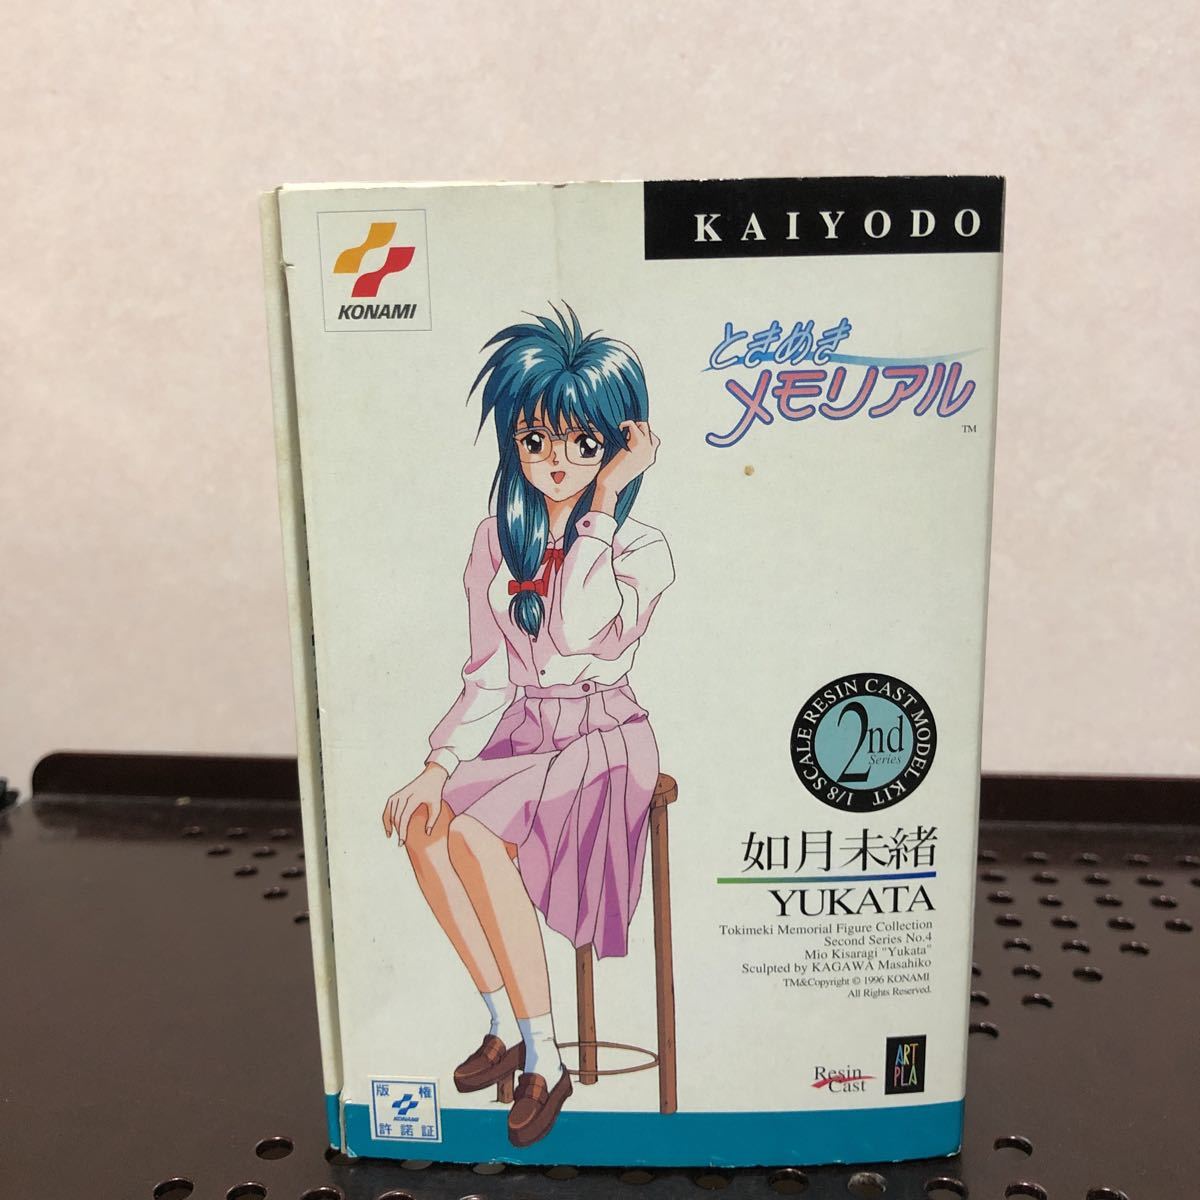 KAIYODO
KONAMI
ときめき
メモリアル
TM
1/8 SCALE RESIN CAST MODEL KIT
2nd
Series
如月未緒
YUKATA
Tokimeki Memorial Figure Collection
Second Series No.4
Mio Kisaragi "Yukata"
Sculpted by KAGAWA Masahiko
TM&Copyright © 1996 KONAMI
All Rights Reserved.
Resin
Cast
ART
PLA
版権
KONAMI
許諾証